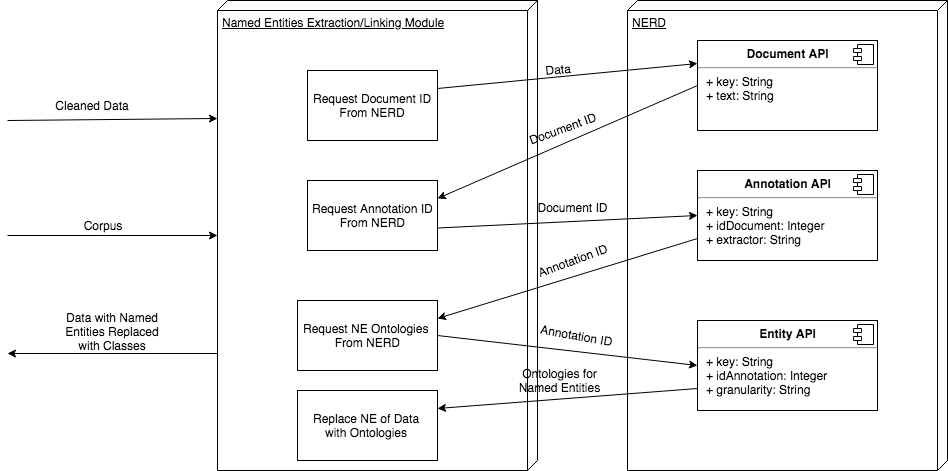 Named Entities Extraction/Linking Module
NERD
Cleaned Data
Corpus
Data with Named
Entities Replaced
with Classes
Request Document ID
From NERD
Request Annotation ID
From NERD
Request NE Ontologies
From NERD
Replace NE of Data
with Ontologies
Data
Document ID
Document ID
Annotation ID
Annotation ID
Ontologies for
Named Entities
Document API
+ key: String
+ text: String
Annotation API
+ key: String
+ idDocument: Integer
+ extractor: String
Entity API
+ key: String
+ idAnnotation: Integer
+ granularity: String